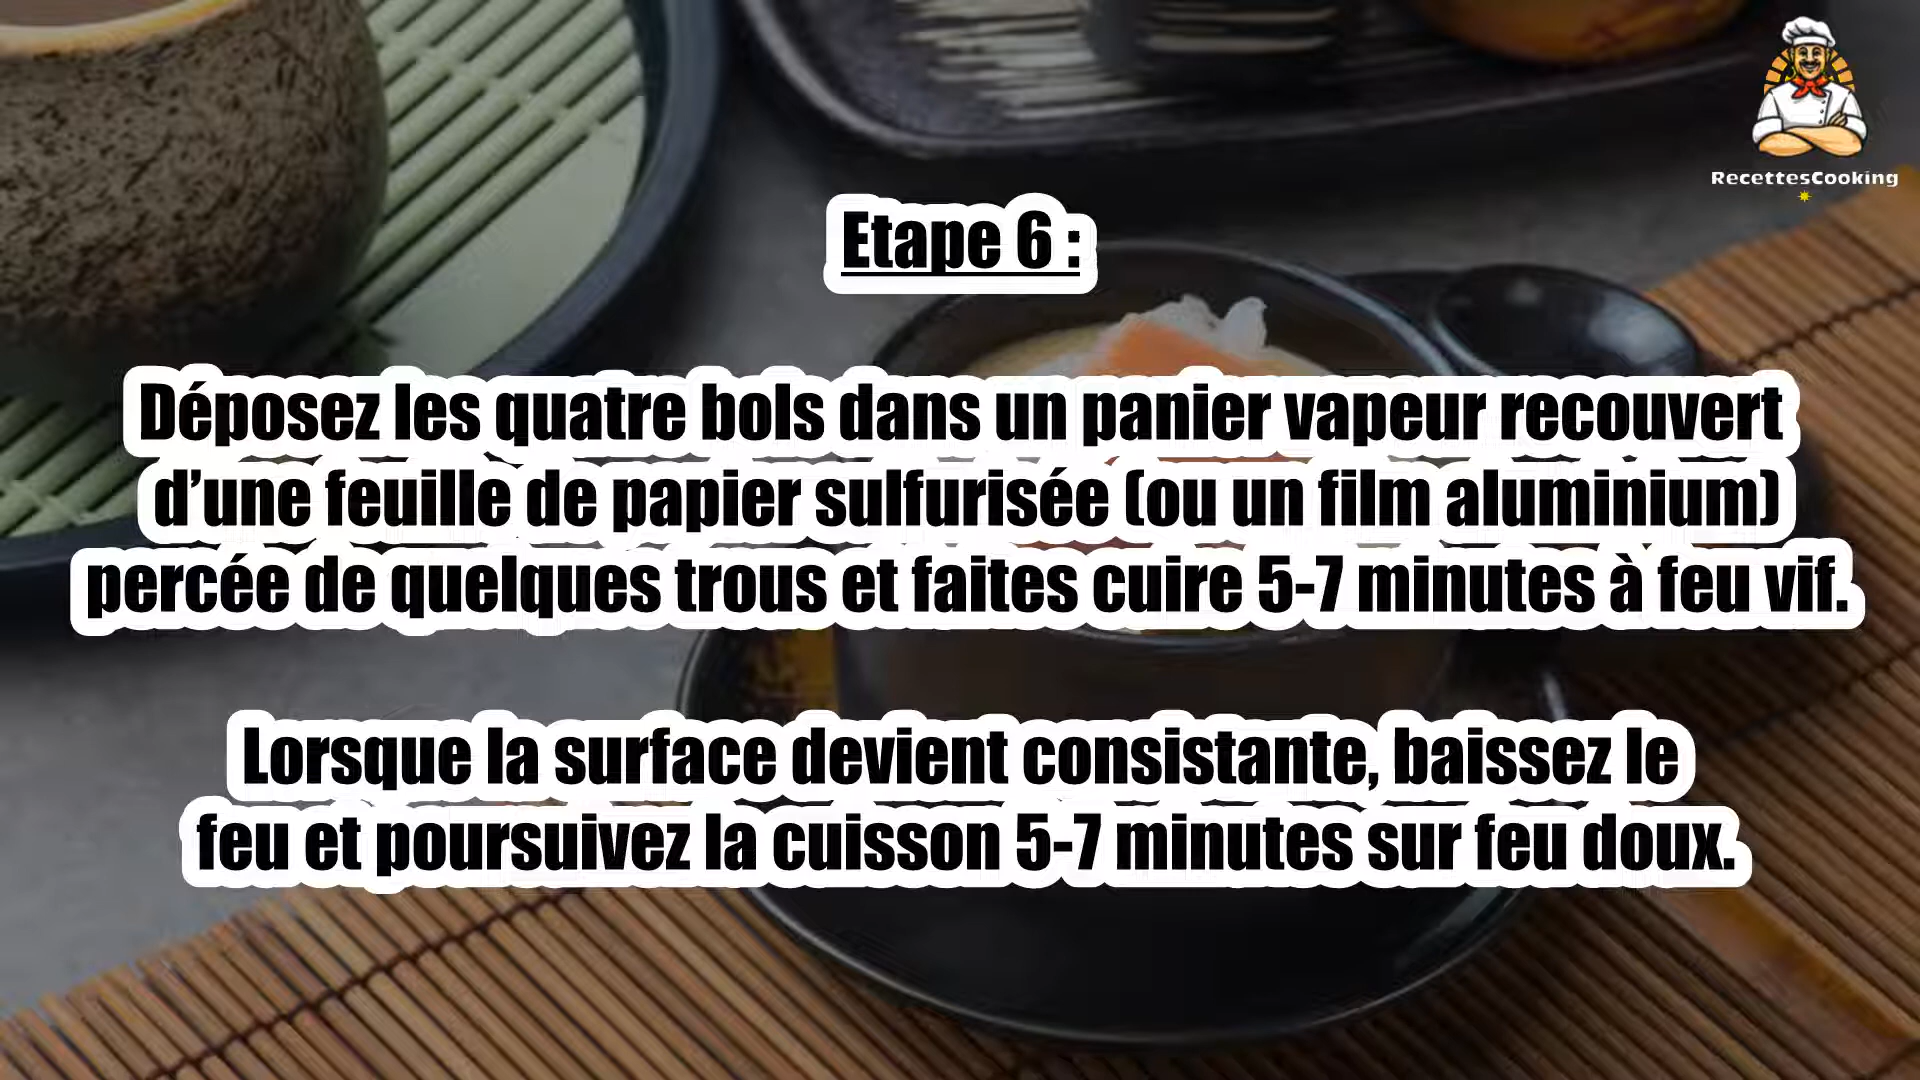 RecettesCooking
Etape 6 :
Déposez les quatre bols dans un panier vapeur recouvert
d’une feuille de papier sulfurisée (ou un film aluminium)
percée de quelques trous et faites cuire 5-7 minutes à feu vif.
Lorsque la surface devient consistante, baissez le
feu et poursuivez la cuisson 5-7 minutes sur feu doux.